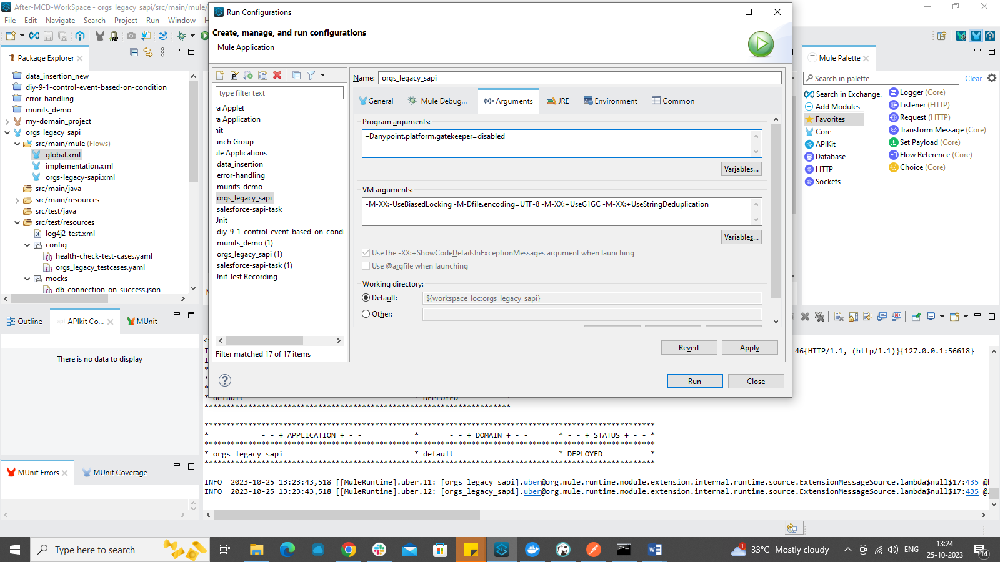 After-MCD-WorkSpace - orgs_legacy_sapi/src/main/mule/
File Edit Navigate Search Project Run Window
Package Explorer
data_insertion_new
diy-9-1-control-event-based-on-condition
error-handling
munits_demo
my-domain_project
orgs_legacy_sapi
src/main/mule (Flows)
global.xml
implementation.xml
orgs-legacy-sapi.xml
src/main/java
src/main/resources
src/test/java
src/test/resources
log4j2-test.xml
config
health-check-test-cases.yaml
orgs_legacy_testcases.yaml
mocks
db-connection-on-success.json
Outline
APIkit Co...
MUnit
There is no data to display
MUnit Errors
MUnit Coverage
Run Configurations
Create, manage, and run configurations
Mule Application
type filter text
va Applet
va Application
nit
unch Group
ule Applications
data_insertion
error-handling
munits_demo
orgs_legacy_sapi
salesforce-sapi-task
Unit
diy-9-1-control-event-based-on-cond
munits_demo (1)
orgs_legacy_sapi (1)
salesforce-sapi-task (1)
Unit Test Recording
Filter matched 17 of 17 items
Name: orgs_legacy_sapi
General
Mule Debug...
(x)= Arguments
JRE
Environment
Common
Program arguments:
-Danypoint.platform.gatekeeper=disabled
Variables...
VM arguments:
-M-XX:-UseBiasedLocking -M-Dfile.encoding=UTF-8 -M-XX:+UseG1GC -M-XX:+UseStringDeduplication
Variables...
Use the -XX:+ShowCodeDetailsInExceptionMessages argument when launching
Use @argfile when launching
Working directory:
Default: ${workspace_loc:orgs_legacy_sapi}
Other:
Revert
Apply
Run
Close
Mule Palette
Search in palette
Clear
Search in Exchange.
Add Modules
Favorites
Core
APIKit
Database
HTTP
Sockets
Logger (Core)
Listener (HTTP)
Request (HTTP)
Transform Message (Core)
Set Payload (Core)
Flow Reference (Core)
Choice (Core)
c46{HTTP/1.1, (http/1.1)}{127.0.0.1:56618}
* default * DEPLOYED
**********************************************************************
*******************************************************************************************************
* - - + APPLICATION + - - * - - + DOMAIN + - - * - - + STATUS + - - *
*******************************************************************************************************
* orgs_legacy_sapi * default * DEPLOYED *
*******************************************************************************************************
INFO 2023-10-25 13:23:43,518 [[MuleRuntime].uber.11: [orgs_legacy_sapi].uber@org.mule.runtime.module.extension.internal.runtime.source.ExtensionMessageSource.lambda$null$17:435 @
INFO 2023-10-25 13:23:43,518 [[MuleRuntime].uber.12: [orgs_legacy_sapi].uber@org.mule.runtime.module.extension.internal.runtime.source.ExtensionMessageSource.lambda$null$17:435 @
Type here to search
1
33°C Mostly cloudy
ENG
13:24
25-10-2023
14